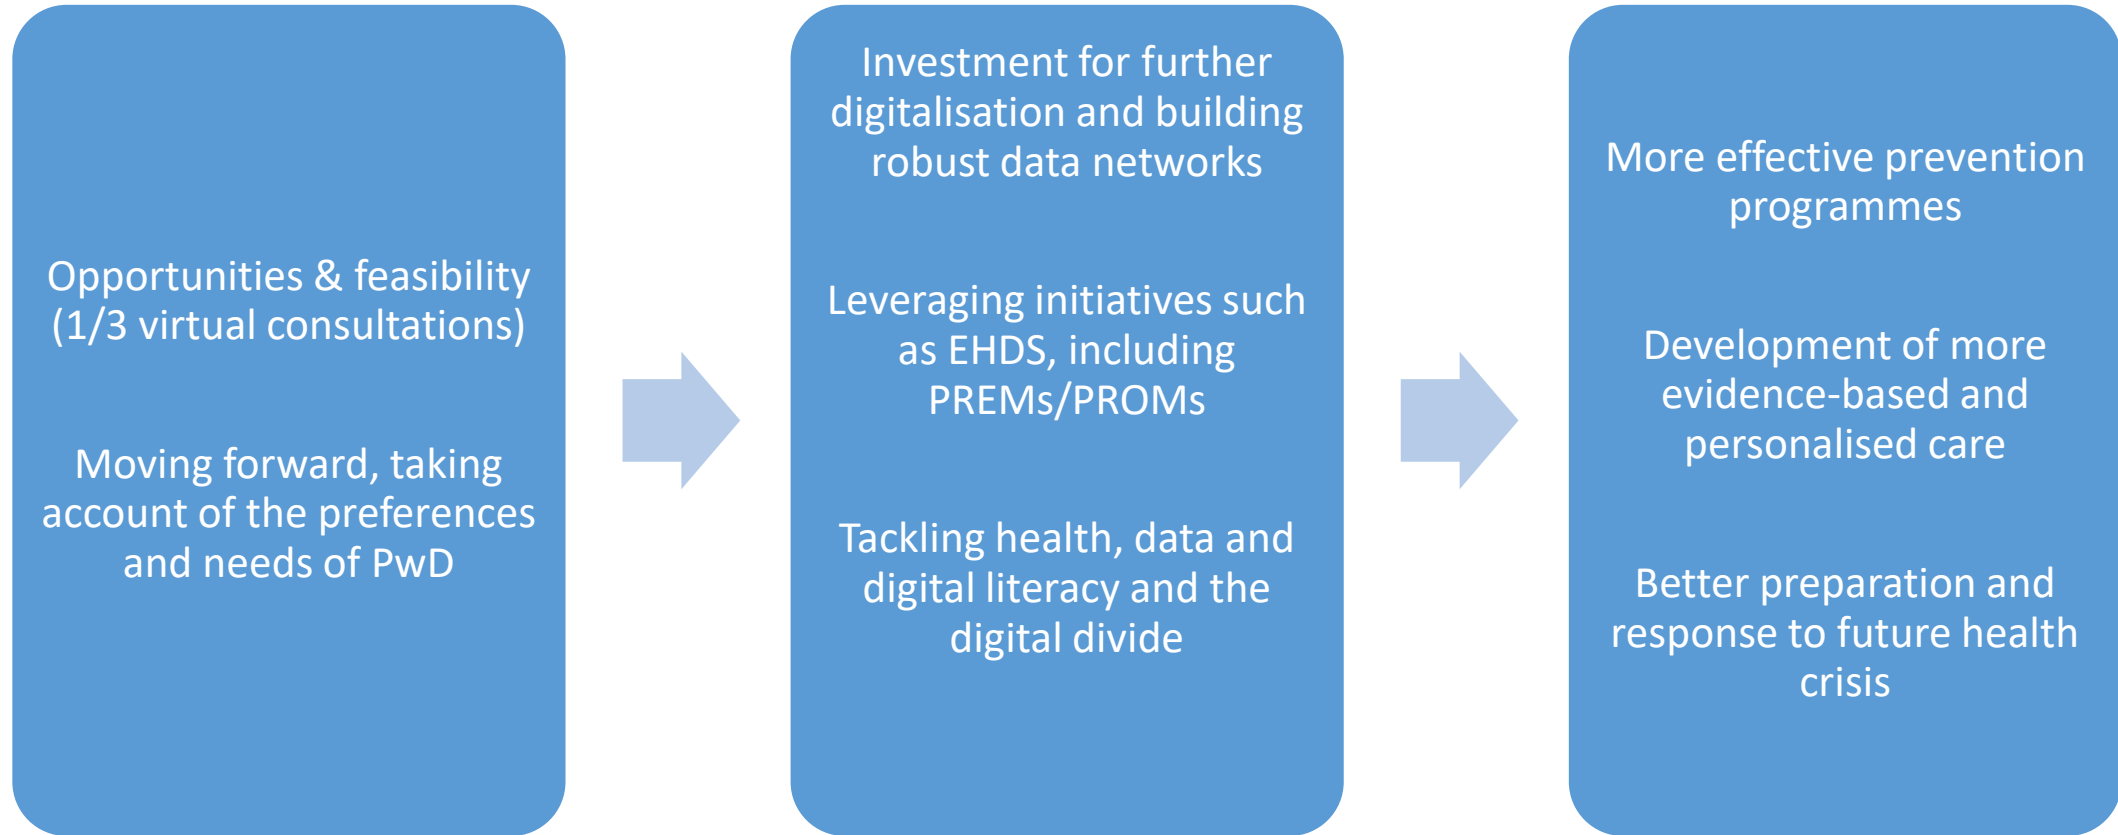 Opportunities & feasibility
(1/3 virtual consultations)
Moving forward, taking
account of the preferences
and needs of PwD
Investment for further
digitalisation and building
robust data networks
Leveraging initiatives such
as EHDS, including
PREMs/PROMs
Tackling health, data and
digital literacy and the
digital divide
More effective prevention
programmes
Development of more
evidence-based and
personalised care
Better preparation and
response to future health
crisis